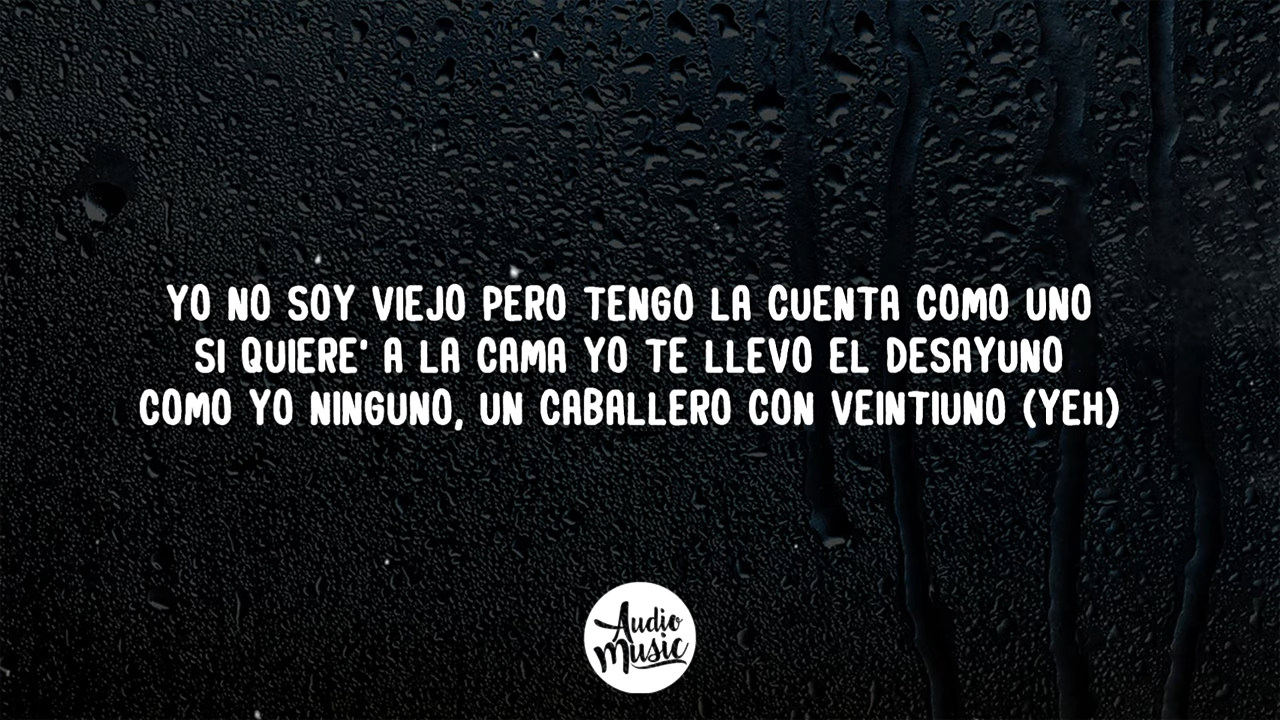 YO NO SOY VIEJO PERO TENGO LA CUENTA COMO UNO
SI QUIERE' A LA CAMA YO TE LLEVO EL DESAYUNO
COMO YO NINGUNO, UN CABALLERO CON VEINTIUNO (YEH)
Audio
Music